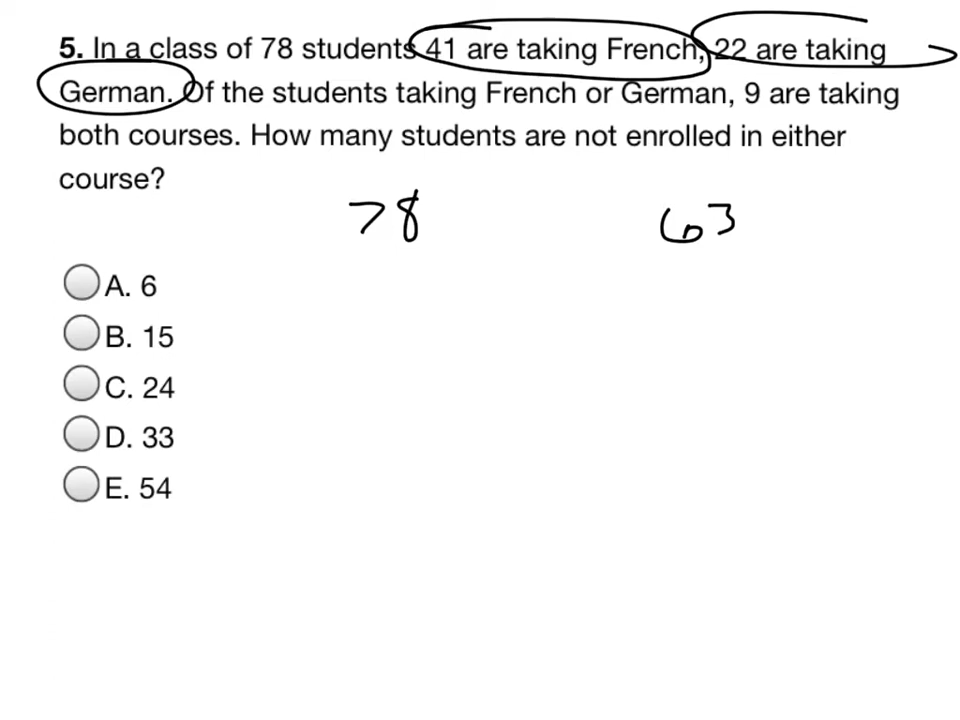 5. In a class of 78 students 41 are taking French, 22 are taking
German. Of the students taking French or German, 9 are taking
both courses. How many students are not enrolled in either
course?
78 63
A. 6
B. 15
C. 24
D. 33
E. 54